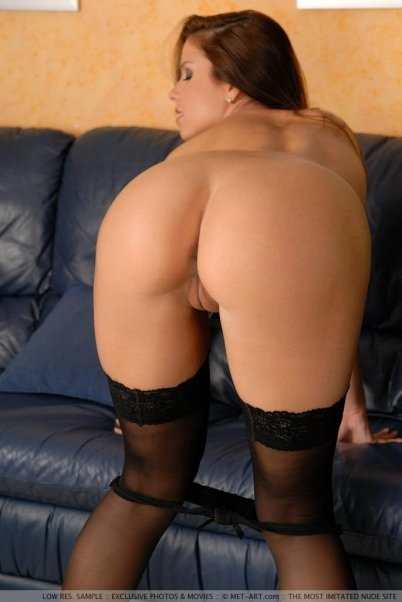 LOW RES. SAMPLE :: EXCLUSIVE PHOTOS & MOVIES :: © MET-ART.COM :: THE MOST IMITATED NUDE SITE